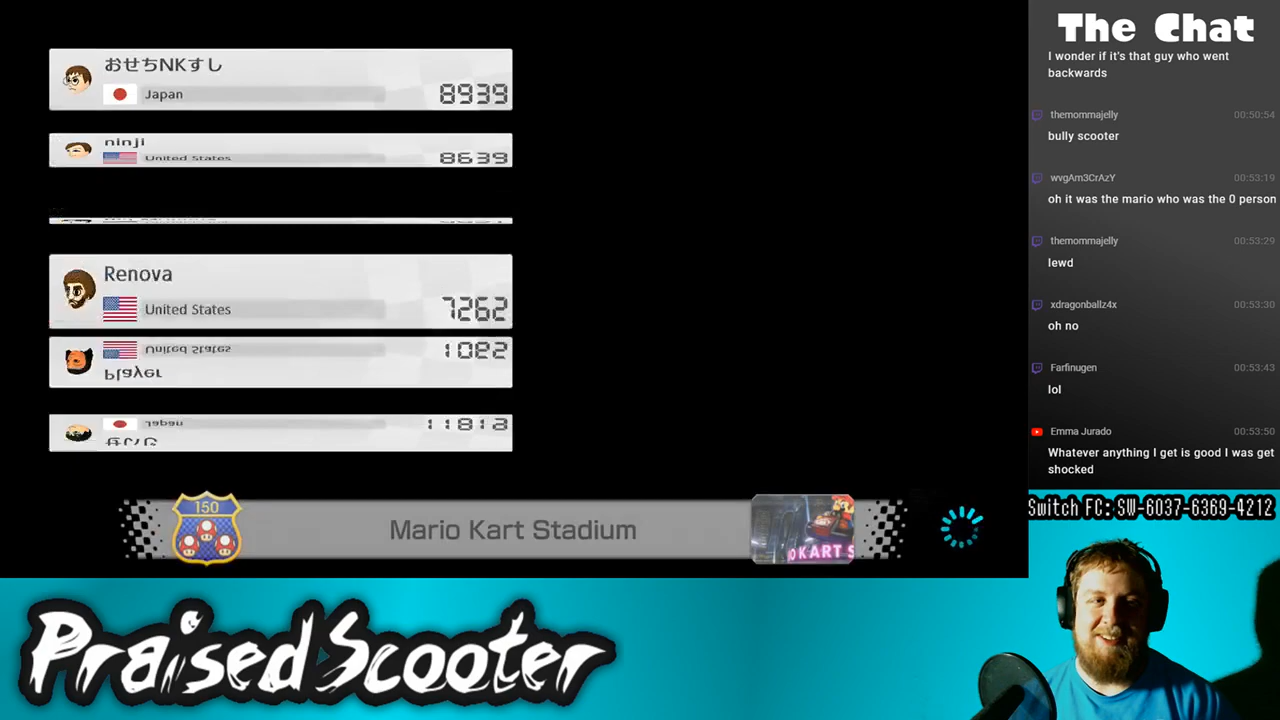 おせちNKすし
Japan
8939
ninji
United States
8639
Renova
United States
7262
United States
Player
せいじ
Japan
150
Mario Kart Stadium
PraisedScooter
The Chat
I wonder if it's that guy who went
backwards
themommajelly 00:50:54
bully scooter
wvgAm3CrAzY 00:53:19
oh it was the mario who was the 0 person
themommajelly 00:53:29
lewd
xdragonballz4x 00:53:30
oh no
Farfinugen 00:53:43
lol
Emma Jurado 00:53:50
Whatever anything I get is good I was get
shocked
Switch FC: SW-6037-6369-4212